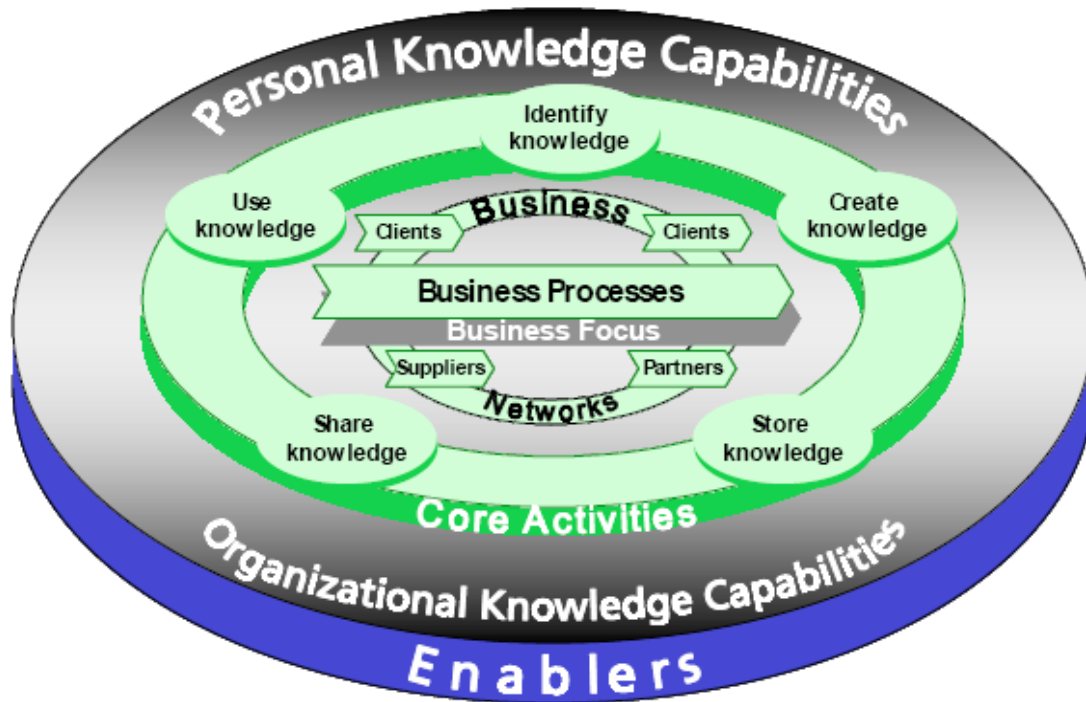 Personal Knowledge Capabilities
Identify
knowledge
Use
knowledge
Create
knowledge
Business
Clients
Clients
Business Processes
Business Focus
Suppliers
Partners
Networks
Share
knowledge
Store
knowledge
Core Activities
Organizational Knowledge Capabilities
Enablers